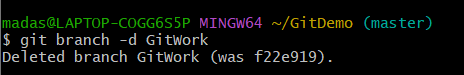 madas@LAPTOP-COGG6S5P MINGW64 ~/GitDemo (master)
$ git branch -d GitWork
Deleted branch GitWork (was f22e919).